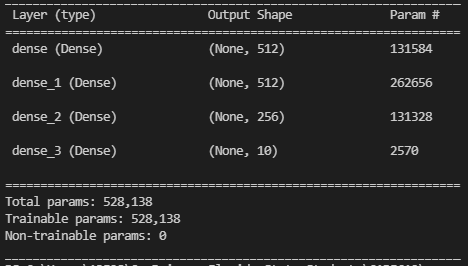 Layer (type) Output Shape Param #
=================================================================
dense (Dense) (None, 512) 131584
dense_1 (Dense) (None, 512) 262656
dense_2 (Dense) (None, 256) 131328
dense_3 (Dense) (None, 10) 2570
=================================================================
Total params: 528,138
Trainable params: 528,138
Non-trainable params: 0